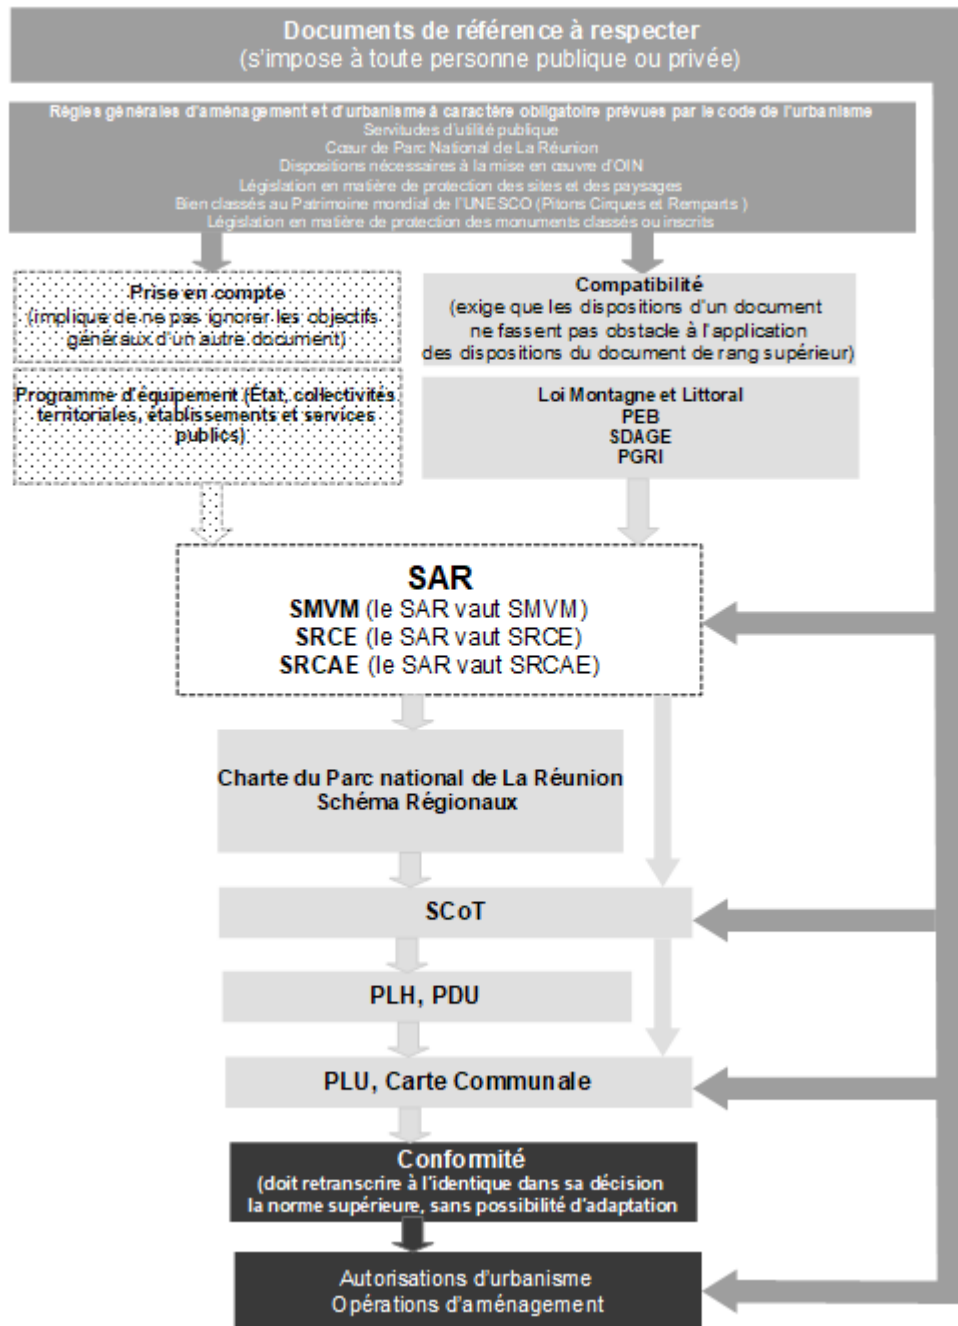 Documents de référence à respecter
(s'impose à toute personne publique ou privée)
Règles générales d'aménagement et d'urbanisme à caractère obligatoire prévues par le code de l'urbanisme
Servitudes d'utilité publique
Cœur de Parc National de La Réunion
Dispositions nécessaires à la mise en œuvre d'OIN
Législation en matière de protection des sites et des paysages
Bien classés au Patrimoine mondial de l'UNESCO (Pitons Cirques et Remparts )
Législation en matière de protection des monuments classés ou inscrits
Prise en compte
(implique de ne pas ignorer les objectifs
généraux d'un autre document)
Programme d'équipement (État, collectivités
territoriales, établissements et services
publics)
Compatibilité
(exige que les dispositions d'un document
ne fassent pas obstacle à l'application
des dispositions du document de rang supérieur)
Loi Montagne et Littoral
PEB
SDAGE
PGRI
SAR
SMVM (le SAR vaut SMVM)
SRCE (le SAR vaut SRCE)
SRCAE (le SAR vaut SRCAE)
Charte du Parc national de La Réunion
Schéma Régionaux
SCoT
PLH, PDU
PLU, Carte Communale
Conformité
(doit retranscrire à l'identique dans sa décision
la norme supérieure, sans possibilité d'adaptation
Autorisations d'urbanisme
Opérations d'aménagement